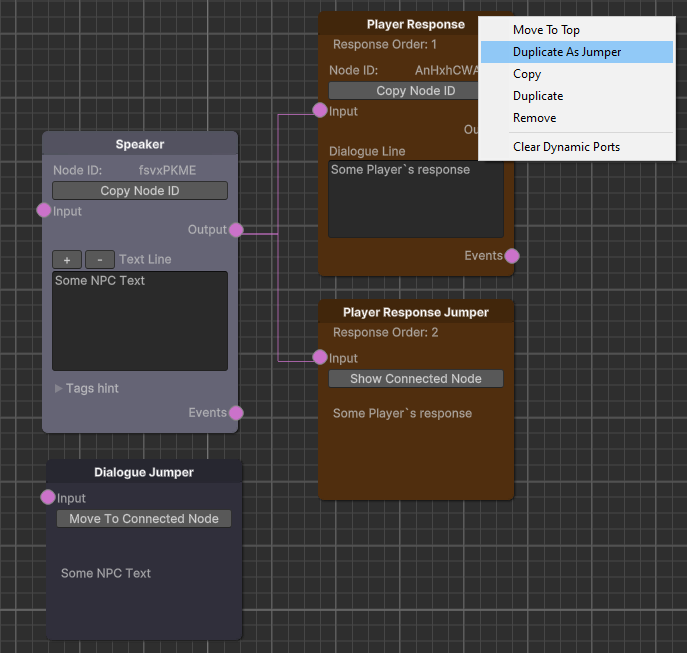 Player Response
Response Order: 1
Node ID: AnHxhCWA
Copy Node ID
Input
Ou
Dialogue Line
Some Player`s response
Events
Move To Top
Duplicate As Jumper
Copy
Duplicate
Remove
Clear Dynamic Ports
Speaker
Node ID: fsvxPKME
Copy Node ID
Input
Output
+ - Text Line
Some NPC Text
Tags hint
Events
Player Response Jumper
Response Order: 2
Input
Show Connected Node
Some Player`s response
Dialogue Jumper
Input
Move To Connected Node
Some NPC Text